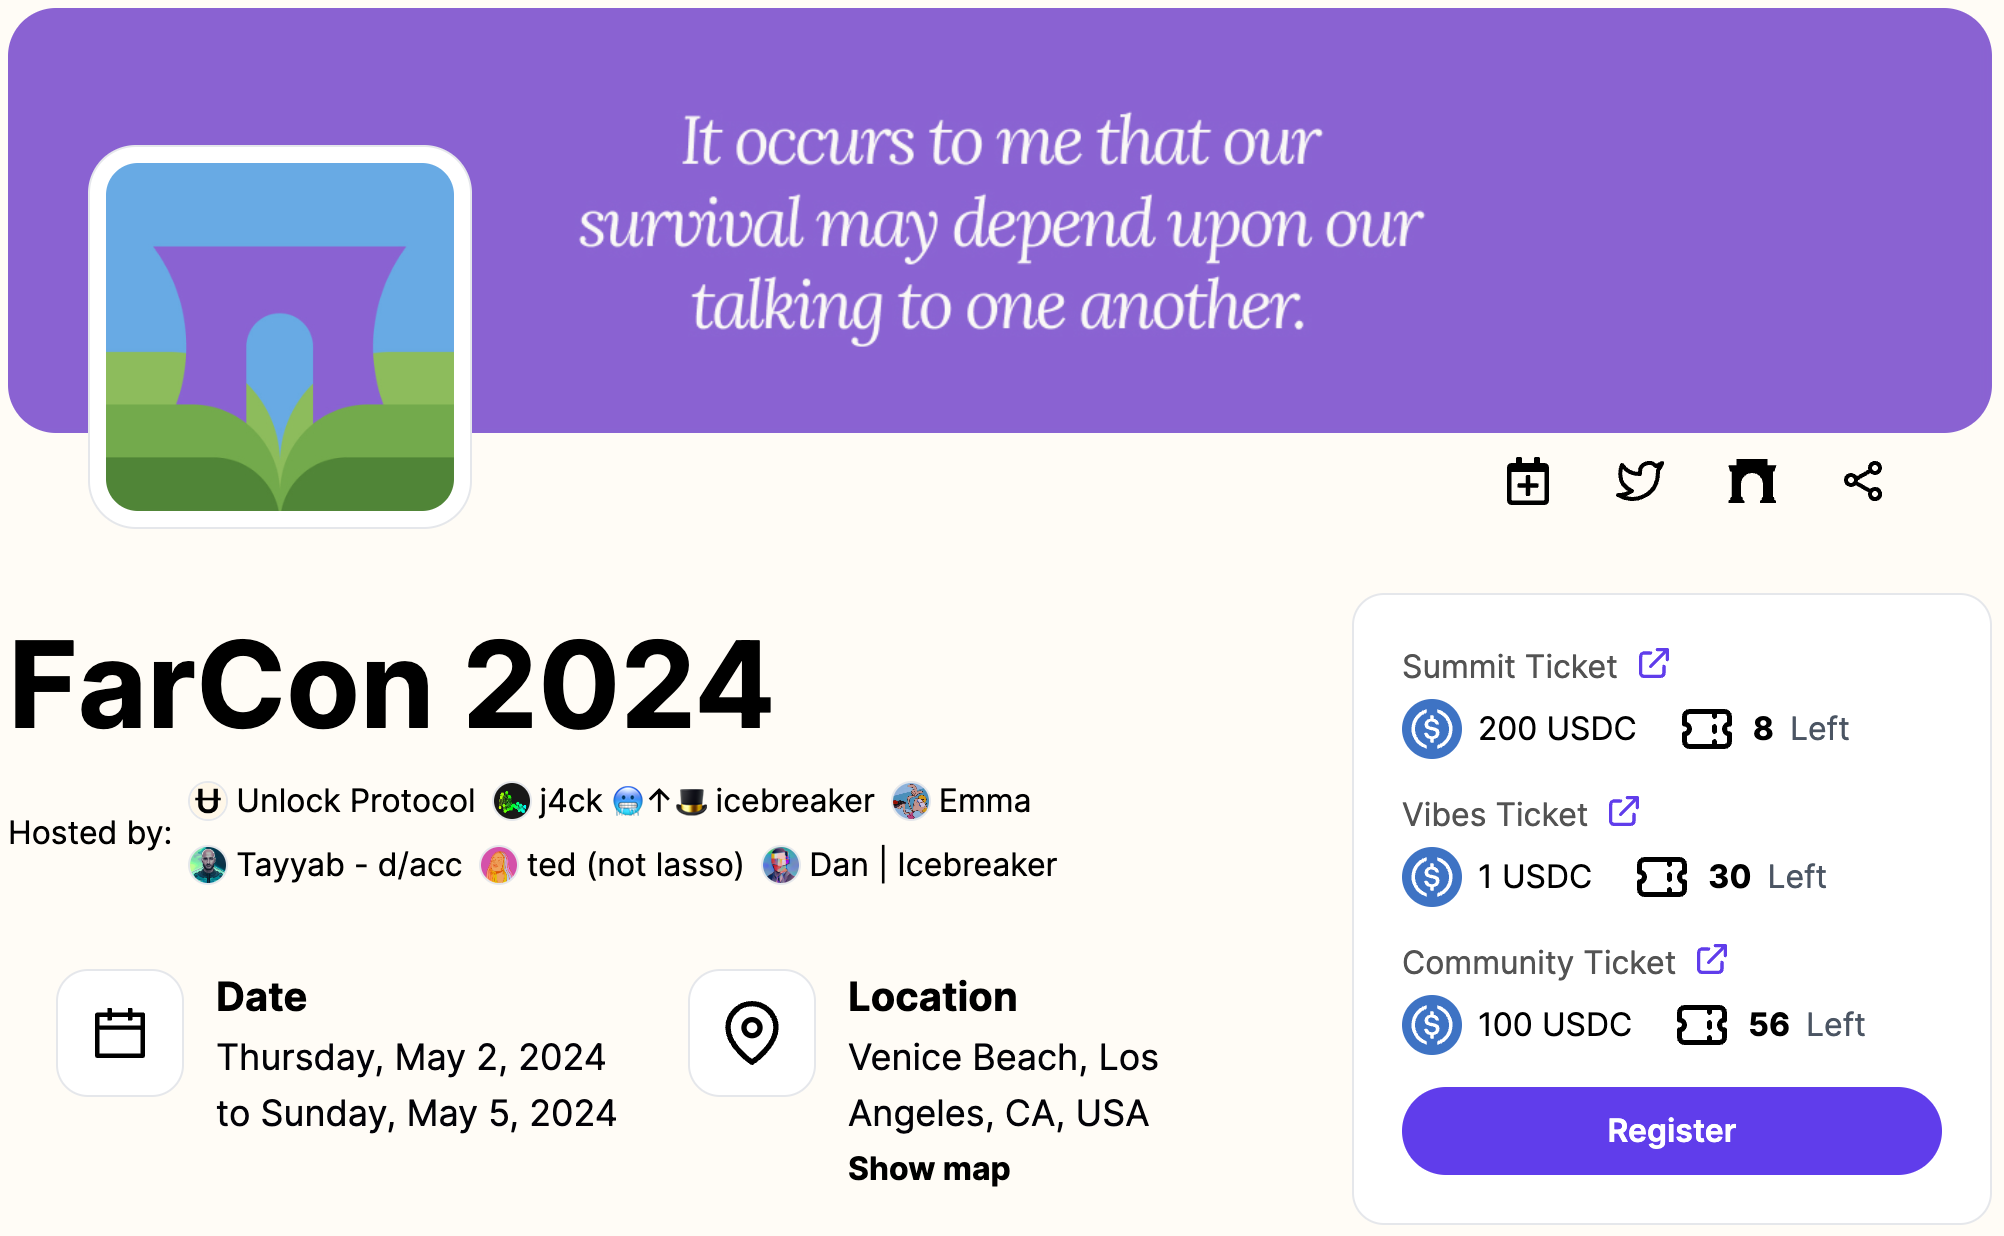 It occurs to me that our
survival may depend upon our
talking to one another.
FarCon 2024
Hosted by:
Unlock Protocol j4ck 🥶↑🎩 icebreaker Emma
Tayyab - d/acc ted (not lasso) Dan | Icebreaker
Date
Thursday, May 2, 2024
to Sunday, May 5, 2024
Location
Venice Beach, Los
Angeles, CA, USA
Show map
Summit Ticket
200 USDC 8 Left
Vibes Ticket
1 USDC 30 Left
Community Ticket
100 USDC 56 Left
Register